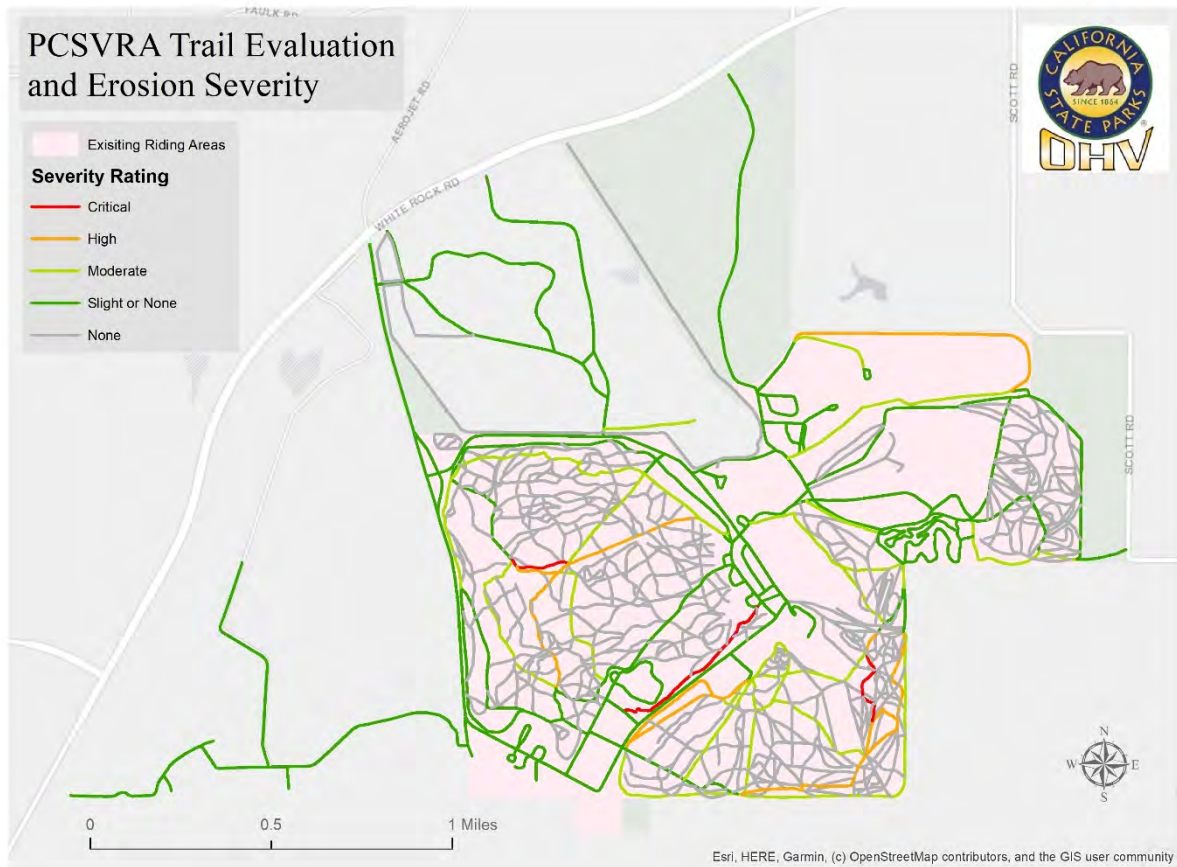 FAULK RD
PCSVRA Trail Evaluation
and Erosion Severity
Exisiting Riding Areas
Severity Rating
Critical
High
Moderate
Slight or None
None
AEROJET RD
WHITE ROCK RD
SCOTT RD
CALIFORNIA
SINCE 1864
STATE PARKS
®
OHV
SCOTT RD
N
W E
S
0 0.5 1 Miles
Esri, HERE, Garmin, (c) OpenStreetMap contributors, and the GIS user community